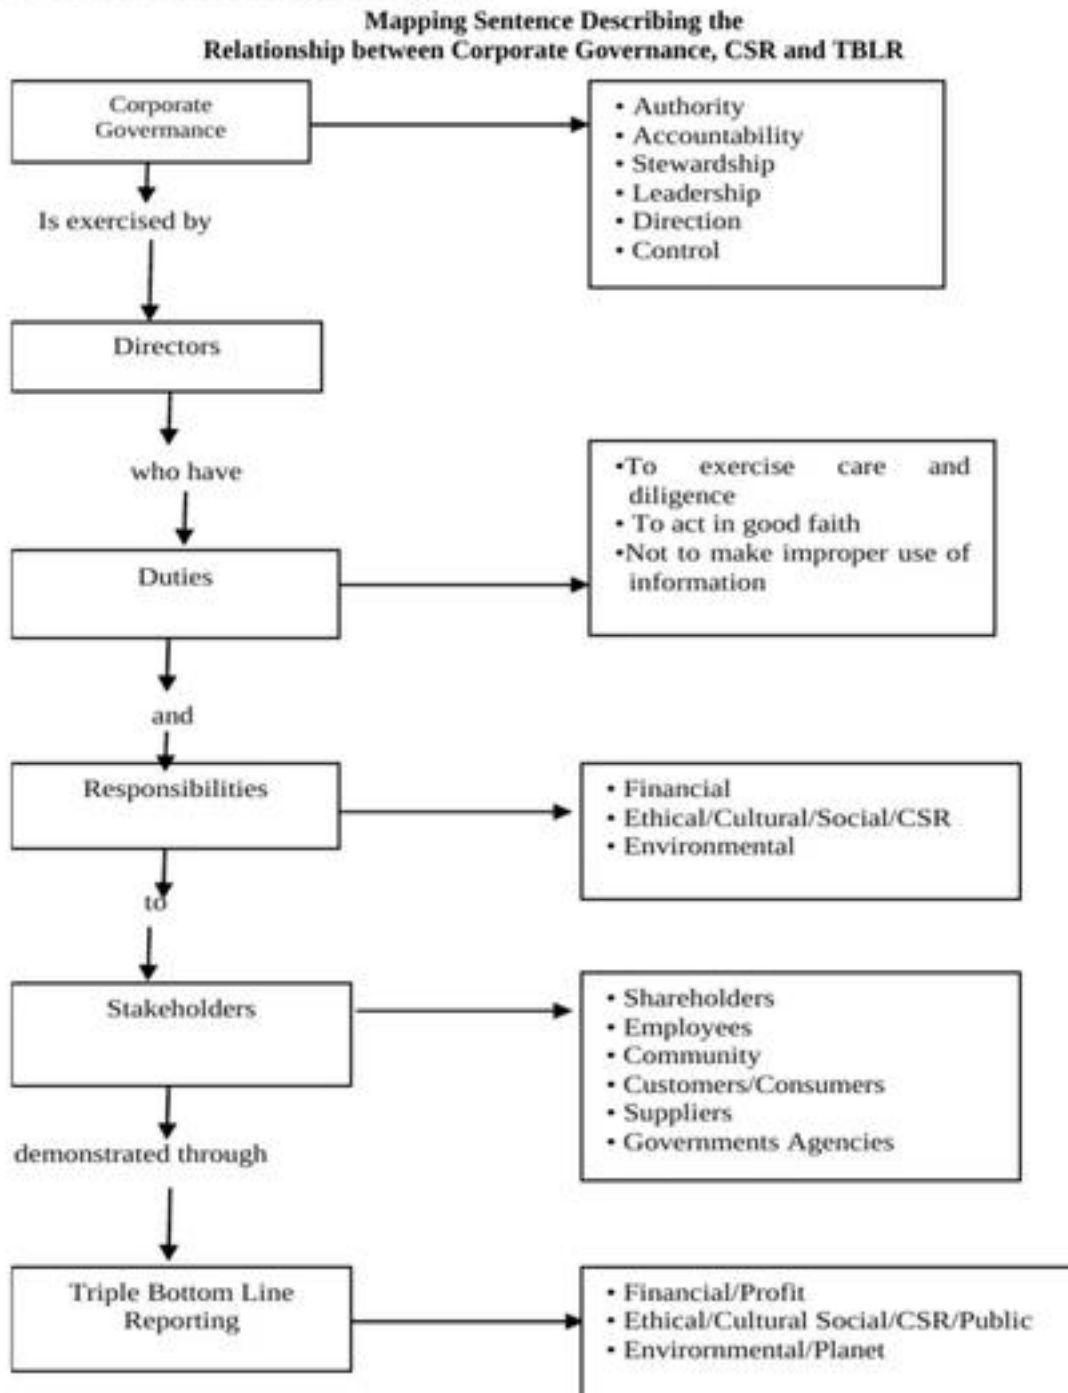 Mapping Sentence Describing the
Relationship between Corporate Governance, CSR and TBLR
Corporate
Govermance
• Authority
• Accountability
• Stewardship
• Leadership
• Direction
• Control
Is exercised by
Directors
who have
•To exercise care and
diligence
• To act in good faith
•Not to make improper use of
information
Duties
and
Responsibilities
• Financial
• Ethical/Cultural/Social/CSR
• Environmental
to
Stakeholders
• Shareholders
• Employees
• Community
• Customers/Consumers
• Suppliers
• Governments Agencies
demonstrated through
Triple Bottom Line
Reporting
• Financial/Profit
• Ethical/Cultural Social/CSR/Public
• Envirornmental/Planet